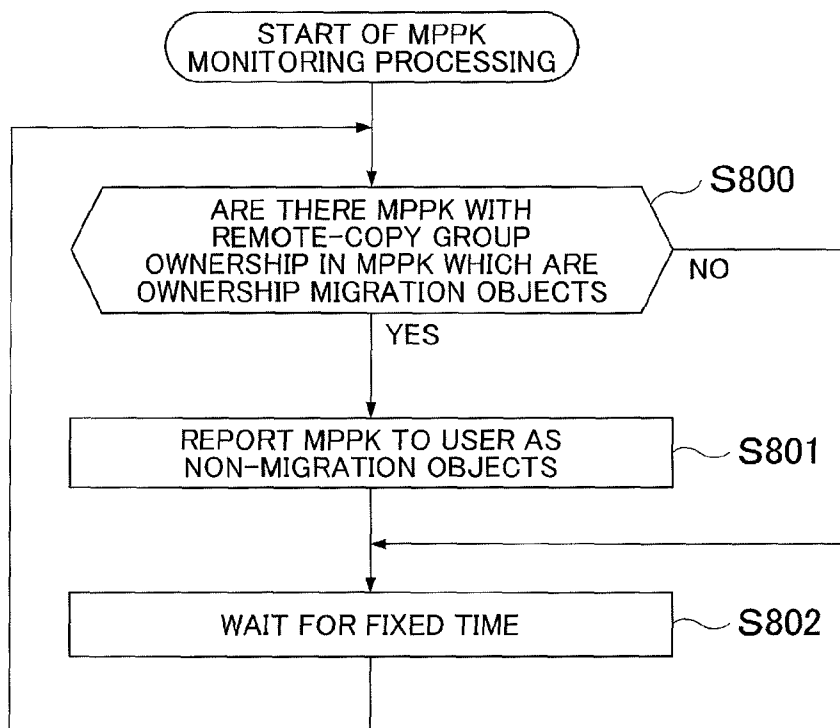 START OF MPPK
MONITORING PROCESSING
S800
ARE THERE MPPK WITH
REMOTE-COPY GROUP
OWNERSHIP IN MPPK WHICH ARE
OWNERSHIP MIGRATION OBJECTS
NO
YES
REPORT MPPK TO USER AS
NON-MIGRATION OBJECTS
S801
WAIT FOR FIXED TIME
S802